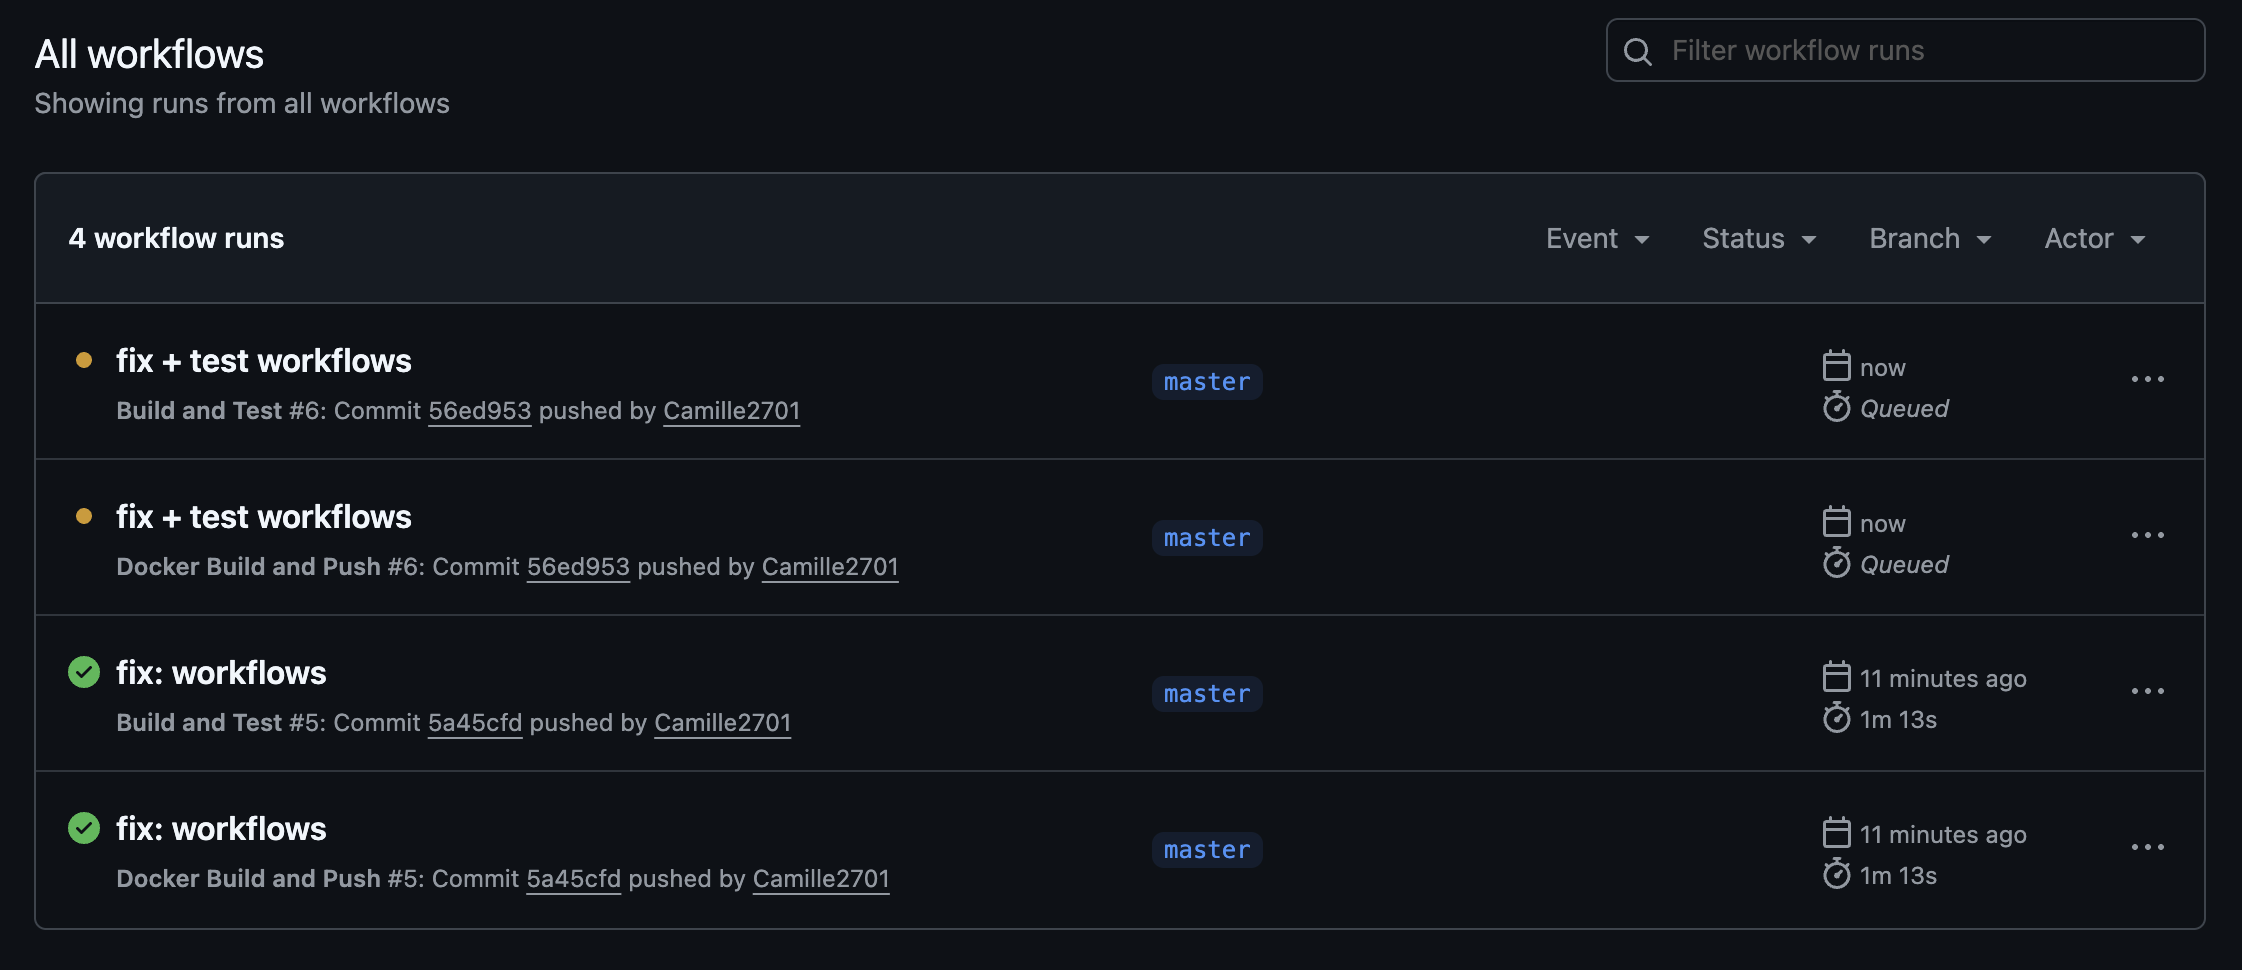 All workflows
Filter workflow runs
Showing runs from all workflows
4 workflow runs
Event
Status
Branch
Actor
fix + test workflows
Build and Test #6: Commit 56ed953 pushed by Camille2701
master
now
Queued
fix + test workflows
Docker Build and Push #6: Commit 56ed953 pushed by Camille2701
master
now
Queued
fix: workflows
Build and Test #5: Commit 5a45cfd pushed by Camille2701
master
11 minutes ago
1m 13s
fix: workflows
Docker Build and Push #5: Commit 5a45cfd pushed by Camille2701
master
11 minutes ago
1m 13s